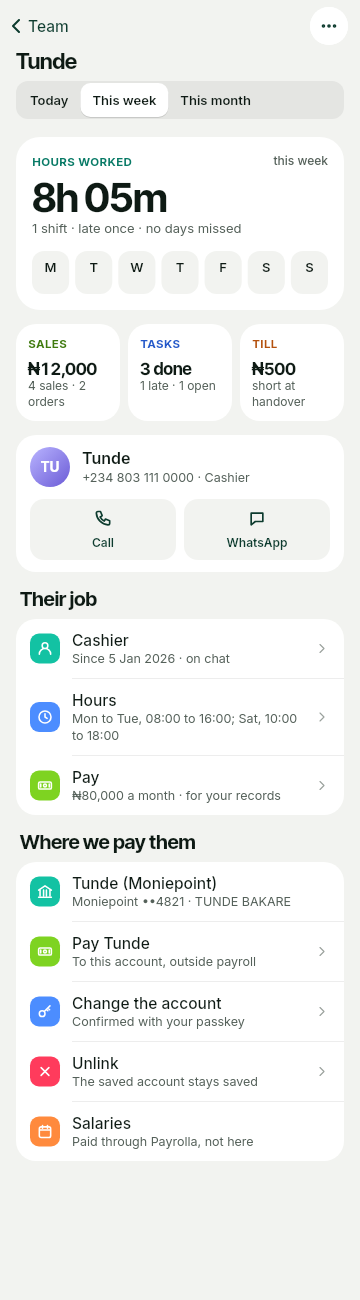 Team
Tunde
Today This week This month
HOURS WORKED this week
8h 05m
1 shift · late once · no days missed
M T W T F S S
SALES
₦12,000
4 sales · 2
orders
TASKS
3 done
1 late · 1 open
TILL
₦500
short at
handover
TU
Tunde
+234 803 111 0000 · Cashier
Call WhatsApp
Their job
Cashier
Since 5 Jan 2026 · on chat
Hours
Mon to Tue, 08:00 to 16:00; Sat, 10:00
to 18:00
Pay
₦80,000 a month · for your records
Where we pay them
Tunde (Moniepoint)
Moniepoint ••4821 · TUNDE BAKARE
Pay Tunde
To this account, outside payroll
Change the account
Confirmed with your passkey
Unlink
The saved account stays saved
Salaries
Paid through Payrolla, not here